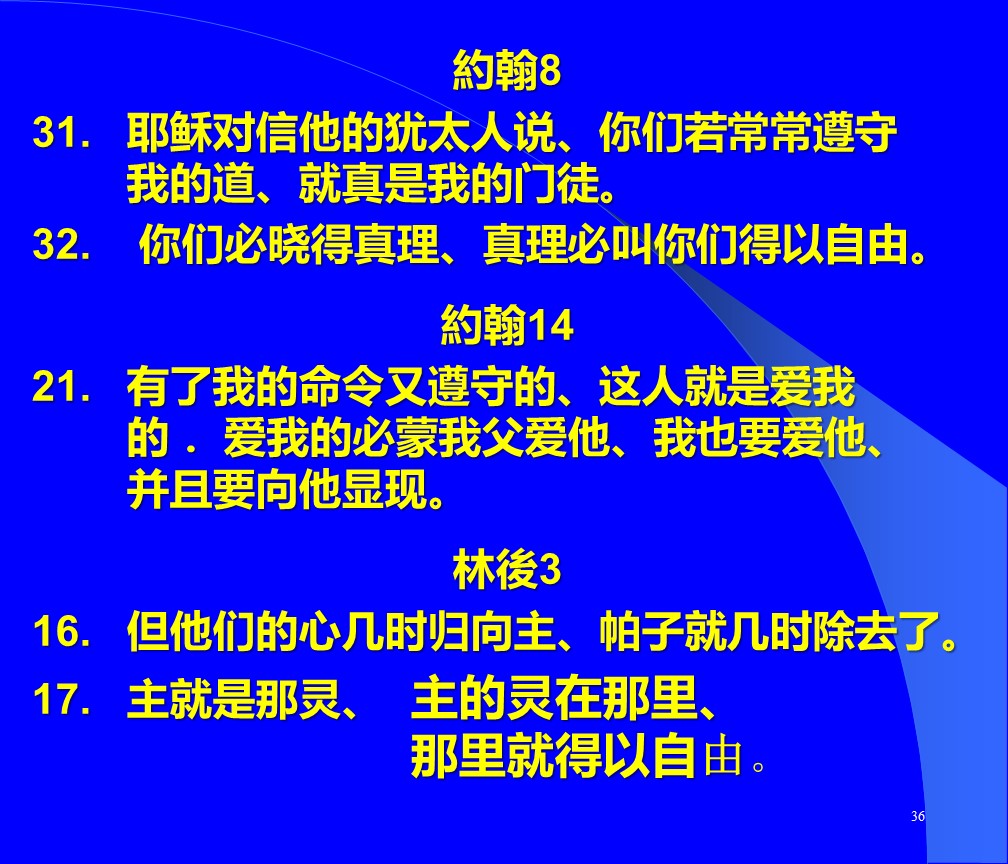 約翰8
31. 耶稣对信他的犹太人说、你们若常常遵守
我的道、就真是我的门徒。
32. 你们必晓得真理、真理必叫你们得以自由。
約翰14
21. 有了我的命令又遵守的、这人就是爱我
的．爱我的必蒙我父爱他、我也要爱他、
并且要向他显现。
林後3
16. 但他们的心几时归向主、帕子就几时除去了。
17. 主就是那灵、 主的灵在那里、
那里就得以自由。
36